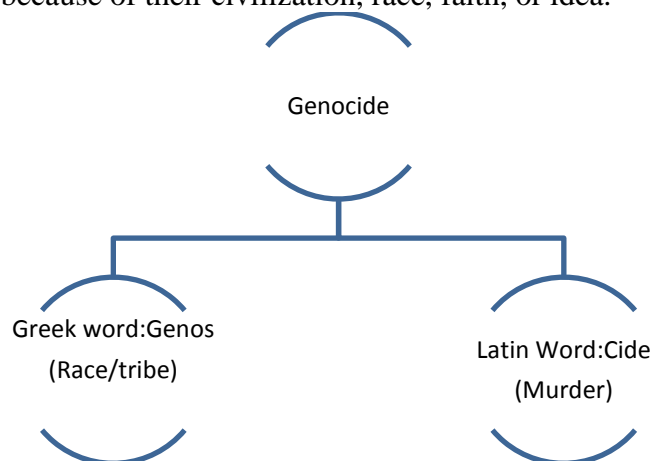 because of their civilization, race, faith, or idea.
Genocide
Greek word:Genos
(Race/tribe)
Latin Word:Cide
(Murder)